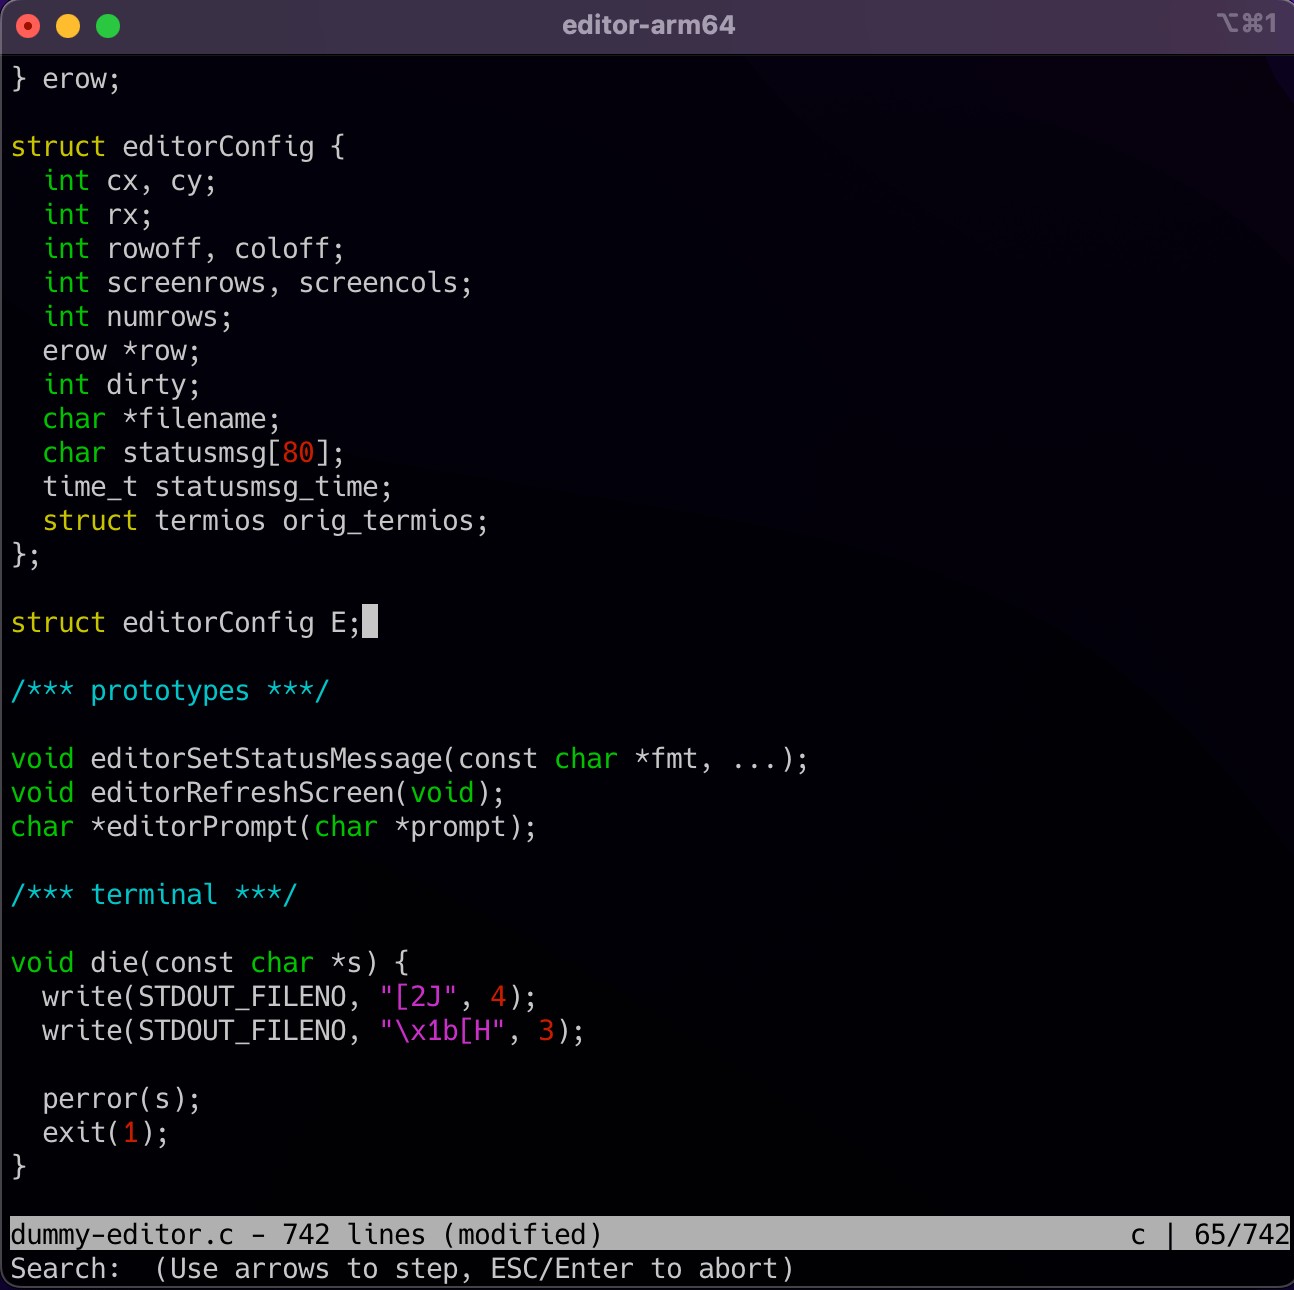 editor-arm64 ⌥⌘1
} erow;

struct editorConfig {
  int cx, cy;
  int rx;
  int rowoff, coloff;
  int screenrows, screencols;
  int numrows;
  erow *row;
  int dirty;
  char *filename;
  char statusmsg[80];
  time_t statusmsg_time;
  struct termios orig_termios;
};

struct editorConfig E;

/*** prototypes ***/

void editorSetStatusMessage(const char *fmt, ...);
void editorRefreshScreen(void);
char *editorPrompt(char *prompt);

/*** terminal ***/

void die(const char *s) {
  write(STDOUT_FILENO, "[2J", 4);
  write(STDOUT_FILENO, "\x1b[H", 3);

  perror(s);
  exit(1);
}

dummy-editor.c - 742 lines (modified) c | 65/742
Search:  (Use arrows to step, ESC/Enter to abort)